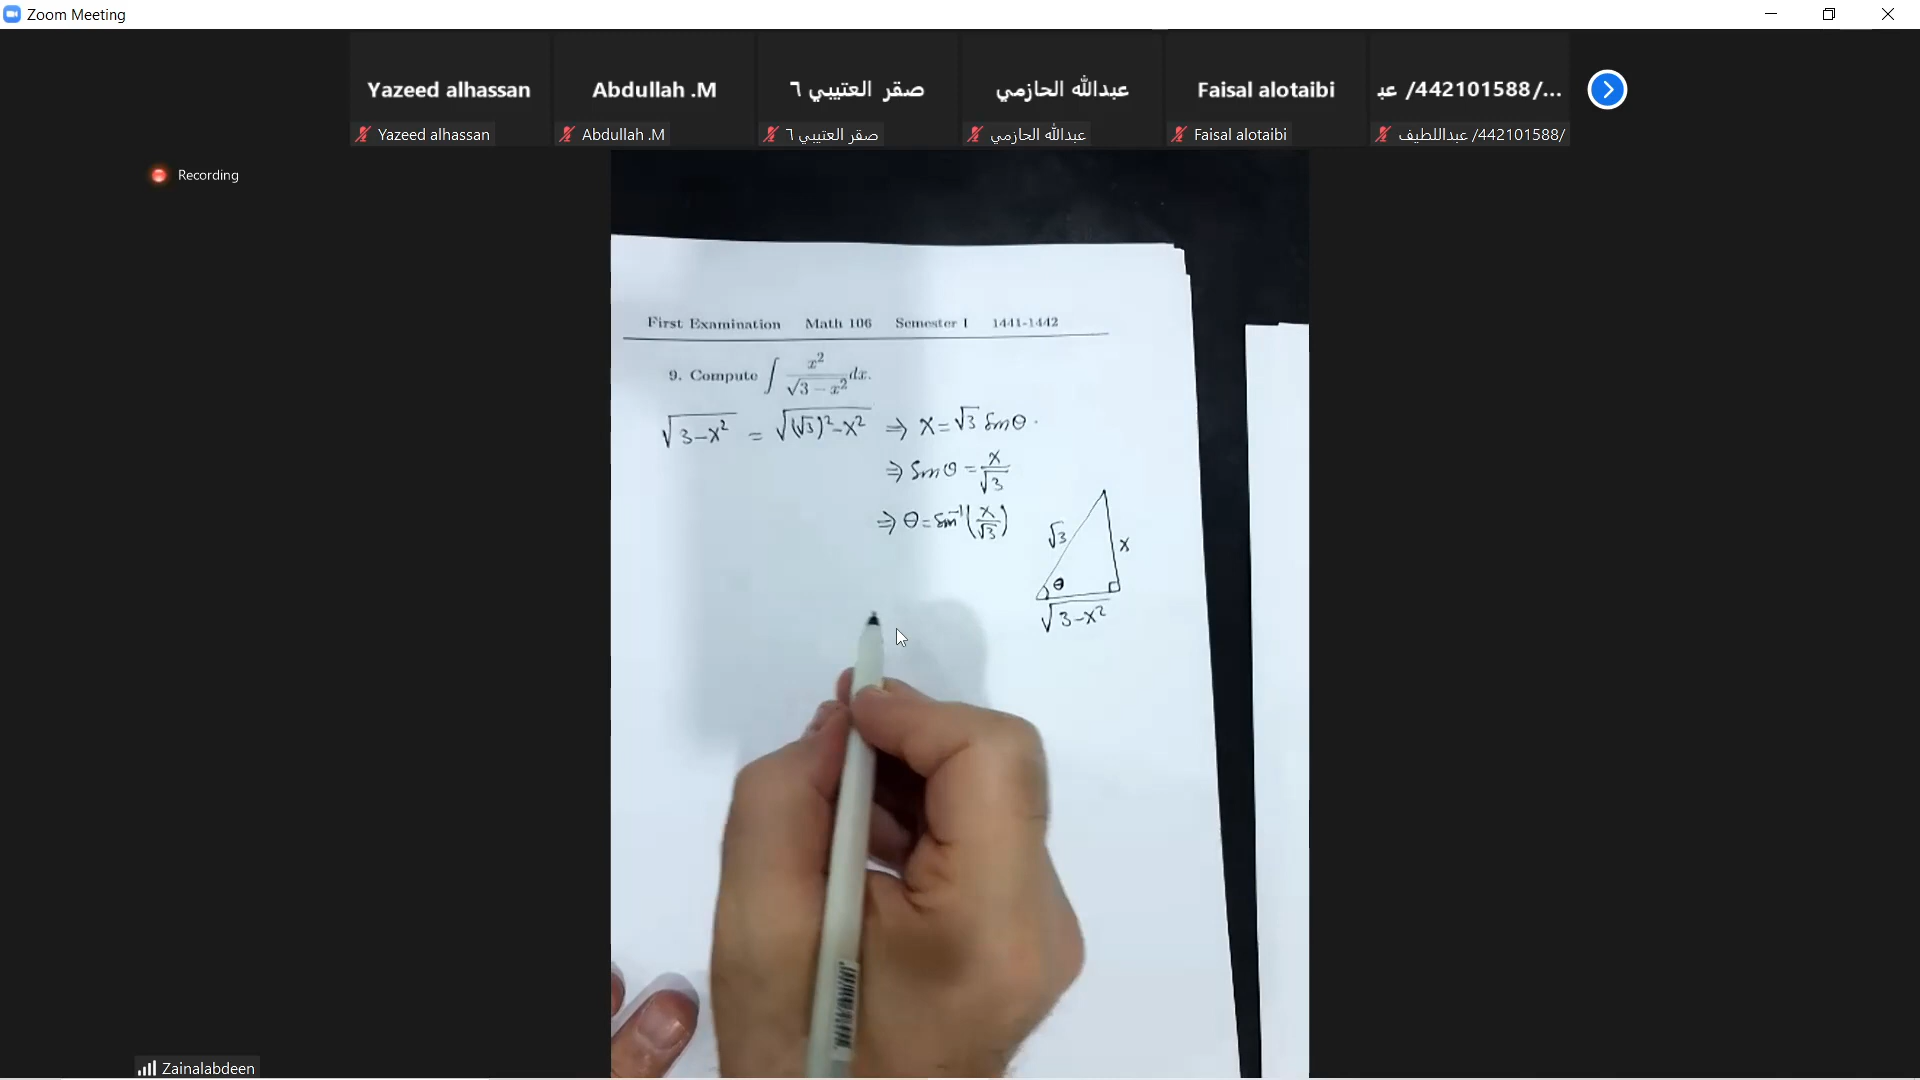 Zoom Meeting
Yazeed alhassan
Abdullah .M
صقر العتيبي ٦
عبدالله الحازمي
Faisal alotaibi
عبد /442101588/...
Yazeed alhassan
Abdullah .M
صقر العتيبي ٦
عبدالله الحازمي
Faisal alotaibi
عبداللطيف /442101588/
Recording
First Examination Math 106 Semester I 1441-1442
9. Compute ∫ x²/√(3 − x²) dx.
√(3−x²) = √((√3)²−x²) ⇒ x = √3 Sin θ.
⇒ Sin θ = x/√3
⇒ θ = Sin⁻¹(x/√3)
√3
x
θ
√(3−x²)
Zainalabdeen